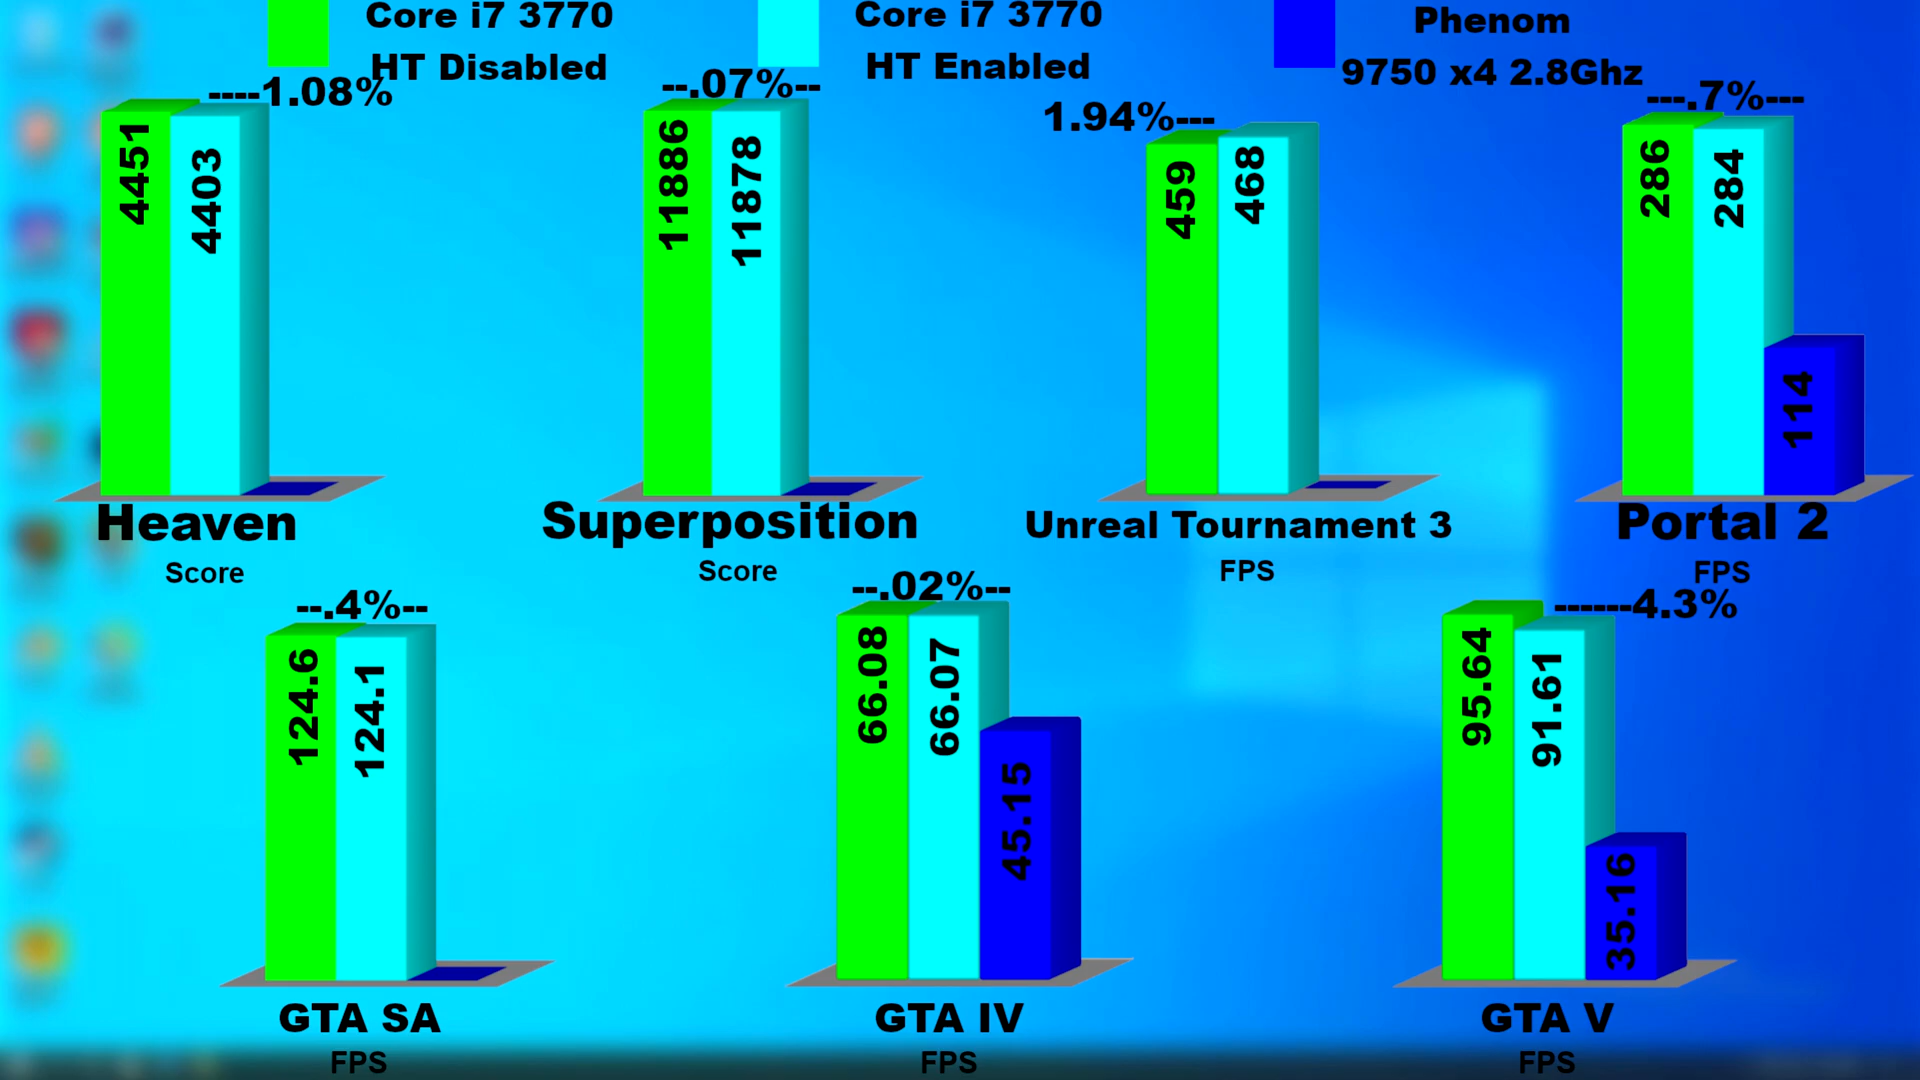 Core i7 3770
HT Disabled
Core i7 3770
HT Enabled
Phenom
9750 x4 2.8Ghz
----1.08%
4451
4403
Heaven
Score
--.07%--
11886
11878
Superposition
Score
1.94%---
459
468
Unreal Tournament 3
FPS
---.7%---
286
284
114
Portal 2
FPS
--.4%--
124.6
124.1
GTA SA
FPS
--.02%--
66.08
66.07
45.15
GTA IV
FPS
------4.3%
95.64
91.61
35.16
GTA V
FPS